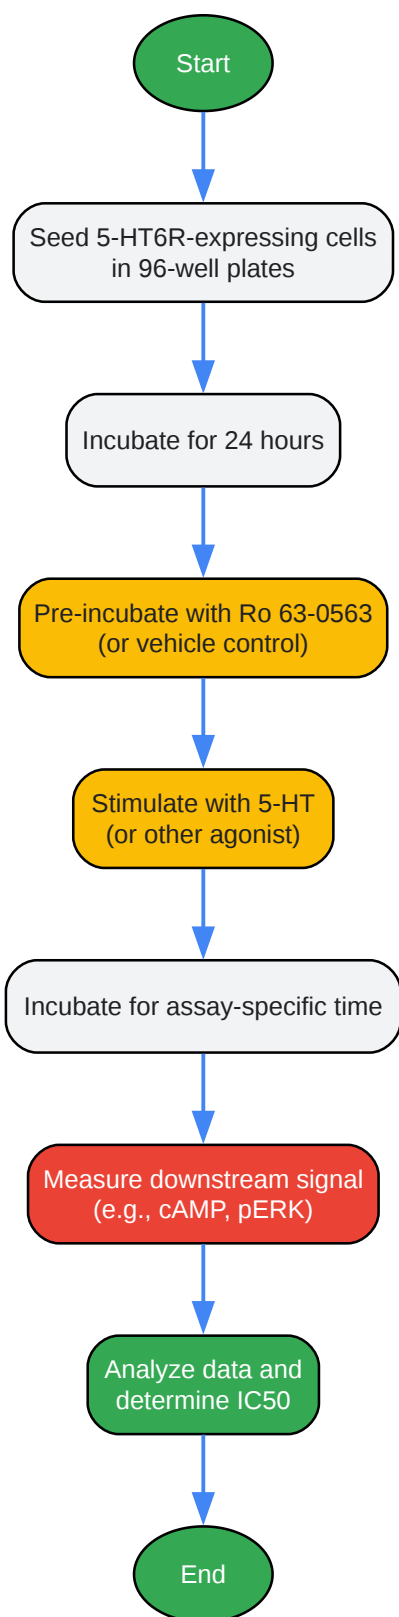 Start
Seed 5-HT6R-expressing cells
in 96-well plates
Incubate for 24 hours
Pre-incubate with Ro 63-0563
(or vehicle control)
Stimulate with 5-HT
(or other agonist)
Incubate for assay-specific time
Measure downstream signal
(e.g., cAMP, pERK)
Analyze data and
determine IC50
End